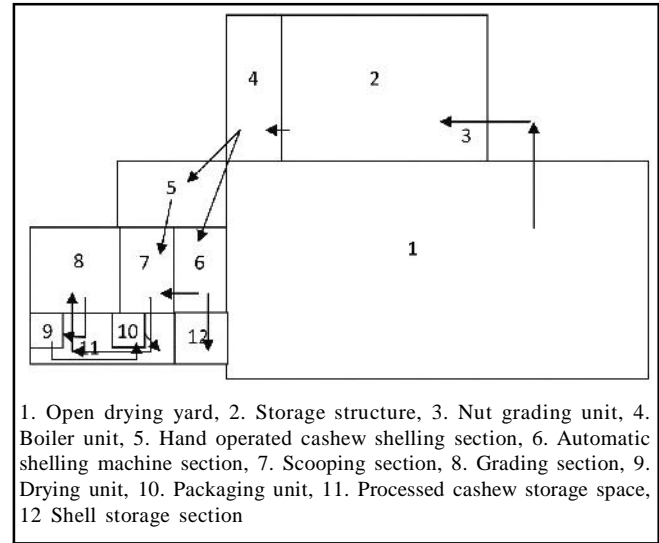 4
2
3
5
1
8
7
6
9
10
11
12
1. Open drying yard, 2. Storage structure, 3. Nut grading unit, 4.
Boiler unit, 5. Hand operated cashew shelling section, 6. Automatic
shelling machine section, 7. Scooping section, 8. Grading section, 9.
Drying unit, 10. Packaging unit, 11. Processed cashew storage space,
12 Shell storage section